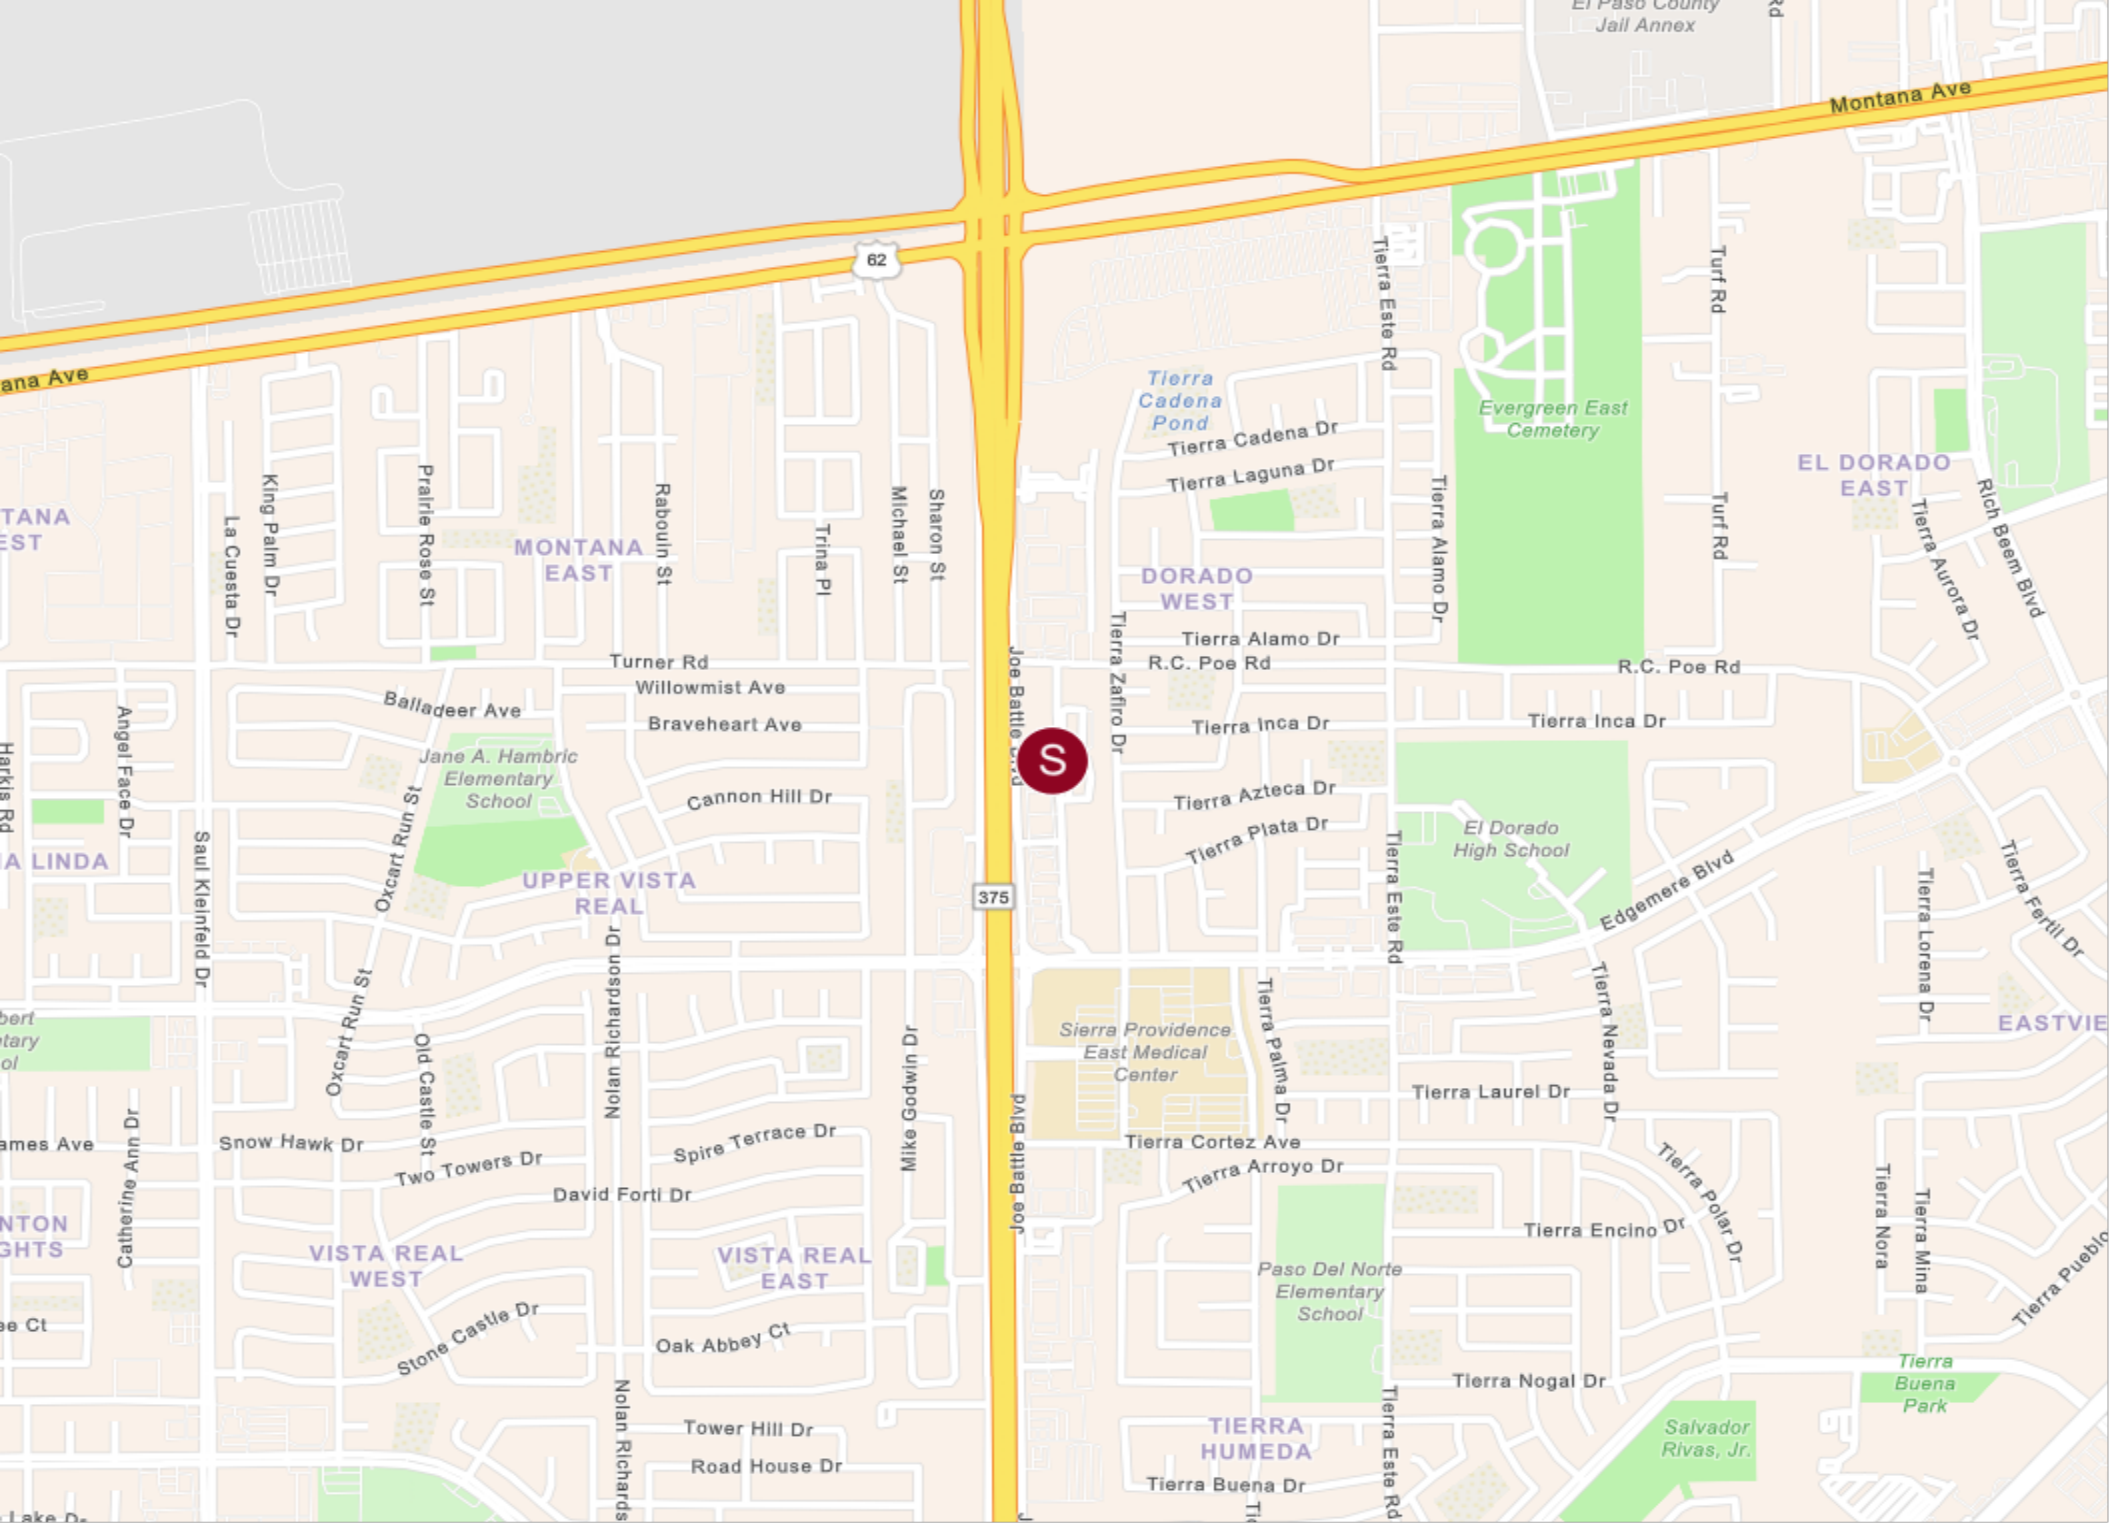 El Paso County
Jail Annex
Rd
Montana Ave
62
ana Ave
Tierra Este Rd
Turf Rd
Tierra
Cadena
Pond
Evergreen East
Cemetery
Tierra Cadena Dr
Tierra Laguna Dr
EL DORADO
EAST
TANA
EST
La Cuesta Dr
King Palm Dr
Prairie Rose St
MONTANA
EAST
Rabouin St
Trina Pl
Michael St
Sharon St
DORADO
WEST
Tierra Alamo Dr
Turf Rd
Tierra Aurora Dr
Rich Beem Blvd
Tierra Alamo Dr
Turner Rd
R.C. Poe Rd
R.C. Poe Rd
Willowmist Ave
Balladeer Ave
Braveheart Ave
Joe Battle Blvd
Tierra Zafiro Dr
Tierra Inca Dr
Tierra Inca Dr
Harkis Rd
Angel Face Dr
Jane A. Hambric
Elementary
School
S
Cannon Hill Dr
Tierra Azteca Dr
Tierra Plata Dr
El Dorado
High School
Oxcart Run St
A LINDA
Saul Kleinfeld Dr
UPPER VISTA
REAL
375
Tierra Este Rd
Edgemere Blvd
Tierra Lorena Dr
Tierra Fertil Dr
Nolan Richardson Dr
Oxcart Run St
Old Castle St
Mike Godwin Dr
Sierra Providence
East Medical
Center
Tierra Palma Dr
Tierra Nevada Dr
EASTVIE
bert
ntary
ol
Tierra Laurel Dr
Joe Battle Blvd
ames Ave
Catherine Ann Dr
Snow Hawk Dr
Two Towers Dr
Spire Terrace Dr
Tierra Cortez Ave
Tierra Arroyo Dr
David Forti Dr
Tierra Polar Dr
Tierra Nora
Tierra Mina
NTON
GHTS
VISTA REAL
WEST
VISTA REAL
EAST
Tierra Encino Dr
Paso Del Norte
Elementary
School
Tierra Pueblo
ee Ct
Stone Castle Dr
Oak Abbey Ct
Tierra
Buena
Park
Tierra Nogal Dr
Nolan Richards
Tower Hill Dr
TIERRA
HUMEDA
Tierra Este Rd
Salvador
Rivas, Jr.
Road House Dr
Tierra Buena Dr
Tie
J
Lake Dr